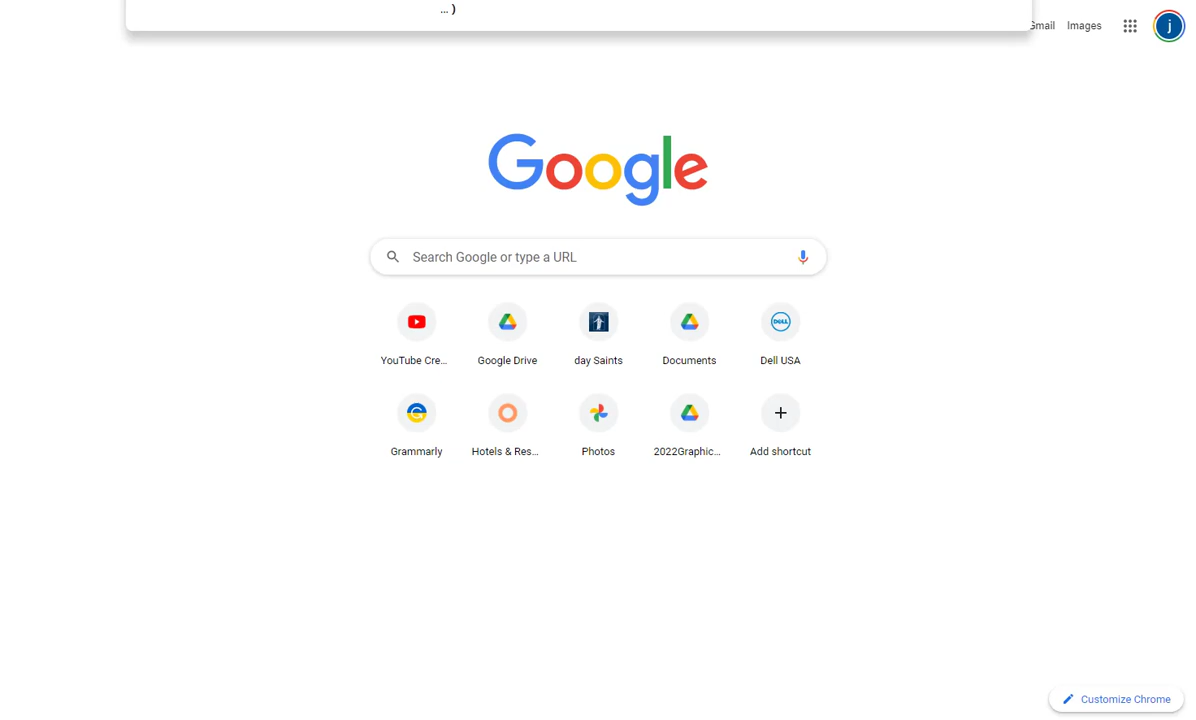 ... )
Gmail Images
j
Google
Search Google or type a URL
YouTube Cre... Google Drive day Saints Documents Dell USA
DELL
Grammarly Hotels & Res... Photos 2022Graphic... Add shortcut
Customize Chrome